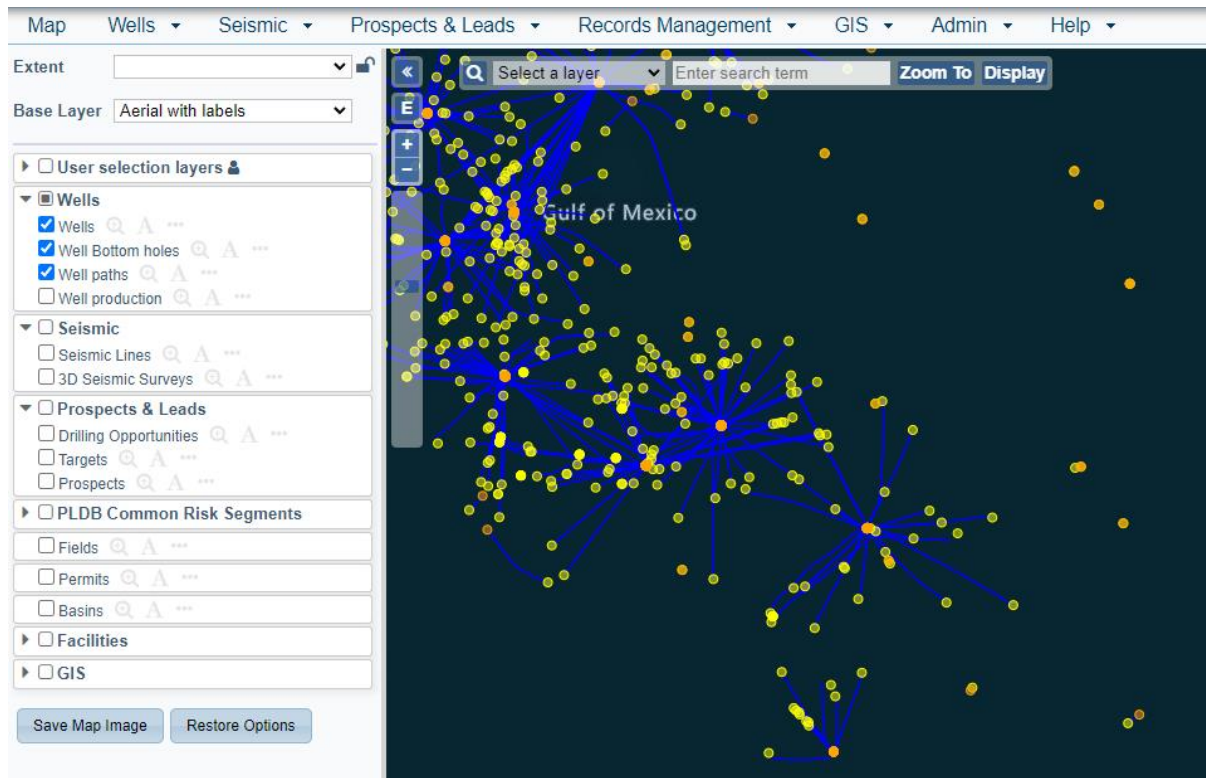 Map Wells Seismic Prospects & Leads Records Management GIS Admin Help
Extent
Base Layer Aerial with labels
User selection layers
Wells
Wells A ...
Well Bottom holes A ...
Well paths A ...
Well production A ...
Seismic
Seismic Lines A ...
3D Seismic Surveys A ...
Prospects & Leads
Drilling Opportunities A ...
Targets A ...
Prospects A ...
PLDB Common Risk Segments
Fields A ...
Permits A ...
Basins A ...
Facilities
GIS
Save Map Image Restore Options
« Select a layer Enter search term Zoom To Display
E
+
−
Gulf of Mexico